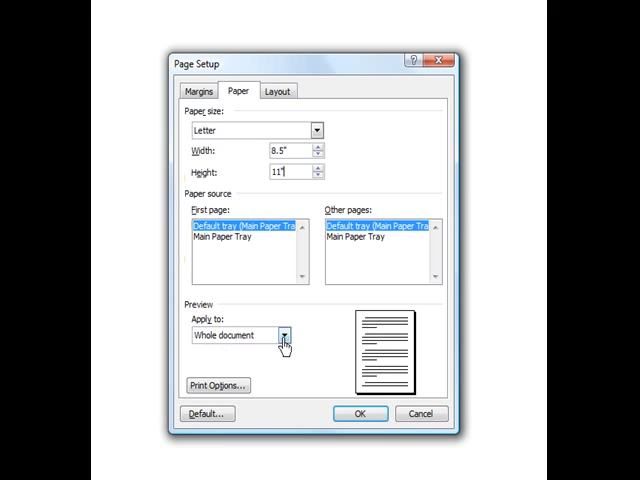 Page Setup
Margins Paper Layout
Paper size:
Letter
Width: 8.5"
Height: 11"
Paper source
First page: Other pages:
Default tray (Main Paper Tra Default tray (Main Paper Tra
Main Paper Tray Main Paper Tray
Preview
Apply to:
Whole document
Print Options...
Default... OK Cancel